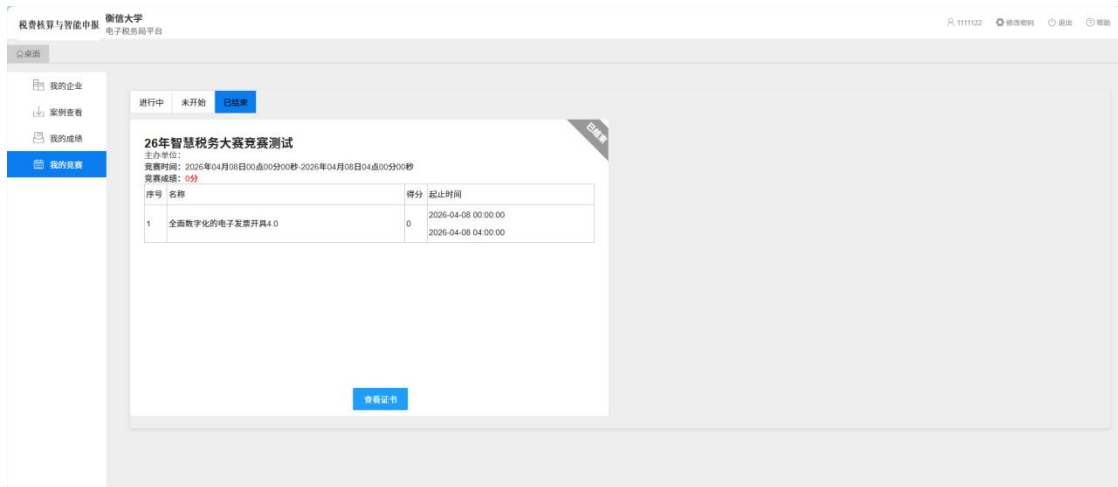 税费核算与智能申报
衡信大学
电子税务局平台
1111122 修改密码 退出 帮助
桌面
我的企业
案例查看
我的成绩
我的竞赛
进行中 未开始 已结束
已结束
26年智慧税务大赛竞赛测试
主办单位:
竞赛时间: 2026年04月08日00点00分00秒-2026年04月08日04点00分00秒
竞赛成绩: 0分
序号 名称 得分 起止时间
1 全面数字化的电子发票开具4.0 0 2026-04-08 00:00:00
2026-04-08 04:00:00
查看证书